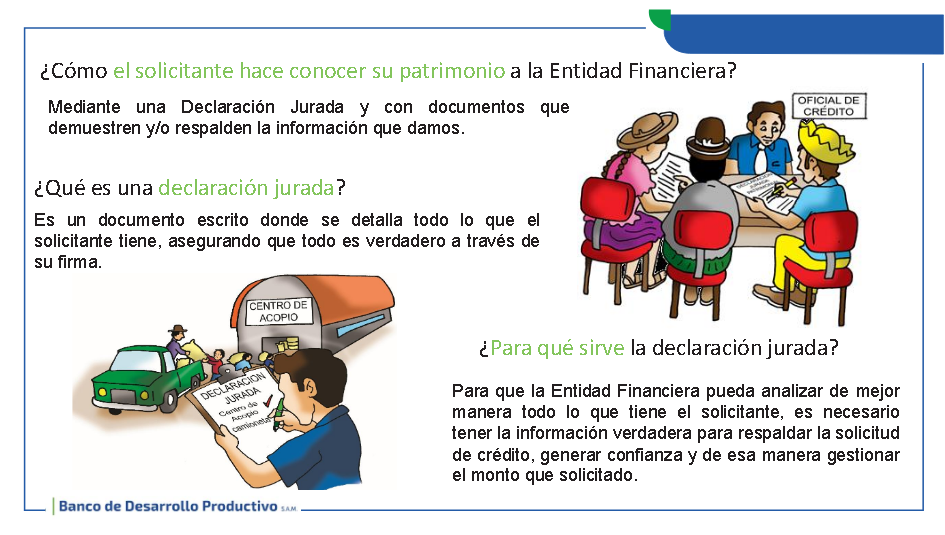 ¿Cómo el solicitante hace conocer su patrimonio a la Entidad Financiera?
Mediante una Declaración Jurada y con documentos que
demuestren y/o respalden la información que damos.
OFICIAL DE
CRÉDITO
DECLARACIÓN
JURADA
PATRIMONIAL
¿Qué es una declaración jurada?
Es un documento escrito donde se detalla todo lo que el
solicitante tiene, asegurando que todo es verdadero a través de
su firma.
CENTRO DE
ACOPIO
DECLARACION
JURADA
Centro de
Acopio
camioneta
¿Para qué sirve la declaración jurada?
Para que la Entidad Financiera pueda analizar de mejor
manera todo lo que tiene el solicitante, es necesario
tener la información verdadera para respaldar la solicitud
de crédito, generar confianza y de esa manera gestionar
el monto que solicitado.
Banco de Desarrollo Productivo S.A.M.